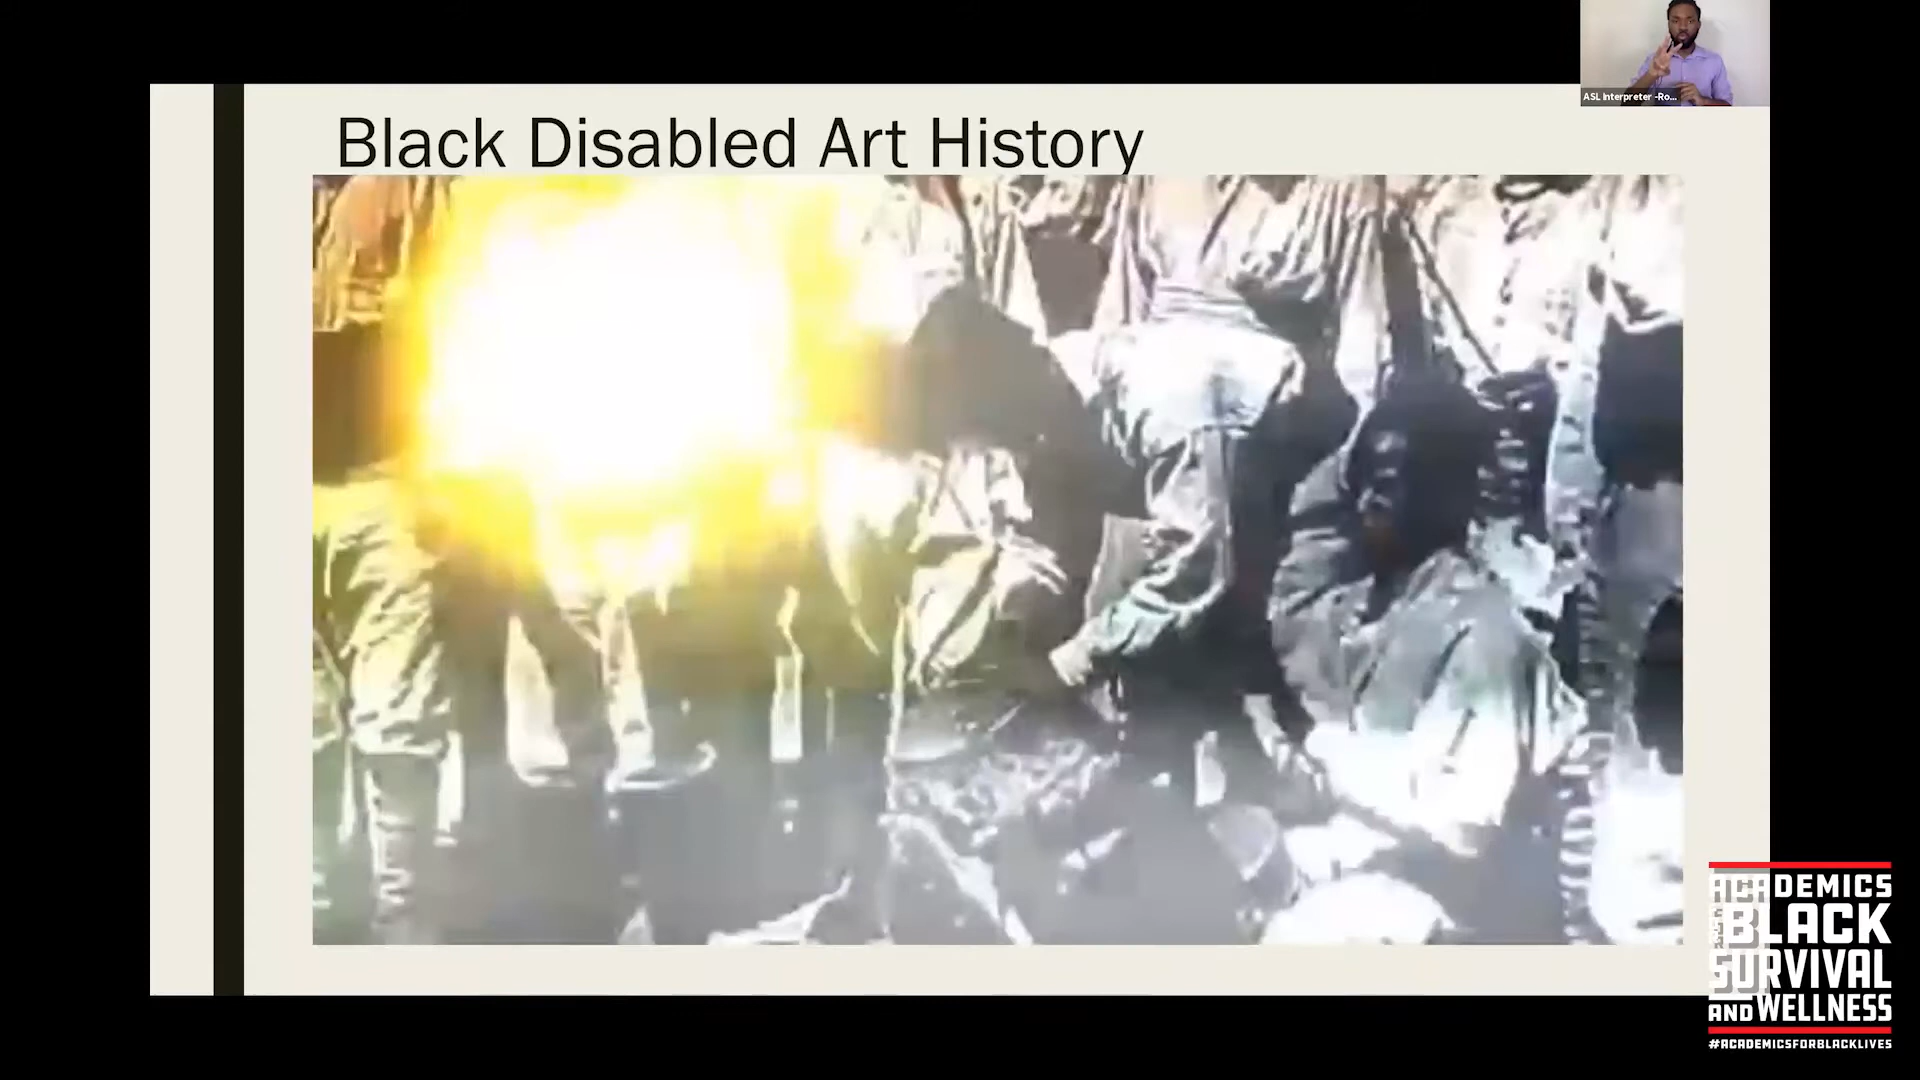 ASL Interpreter -Ro...
Black Disabled Art History
ACADEMICS
BLACK
SURVIVAL
AND WELLNESS
#ACADEMICSFORBLACKLIVES